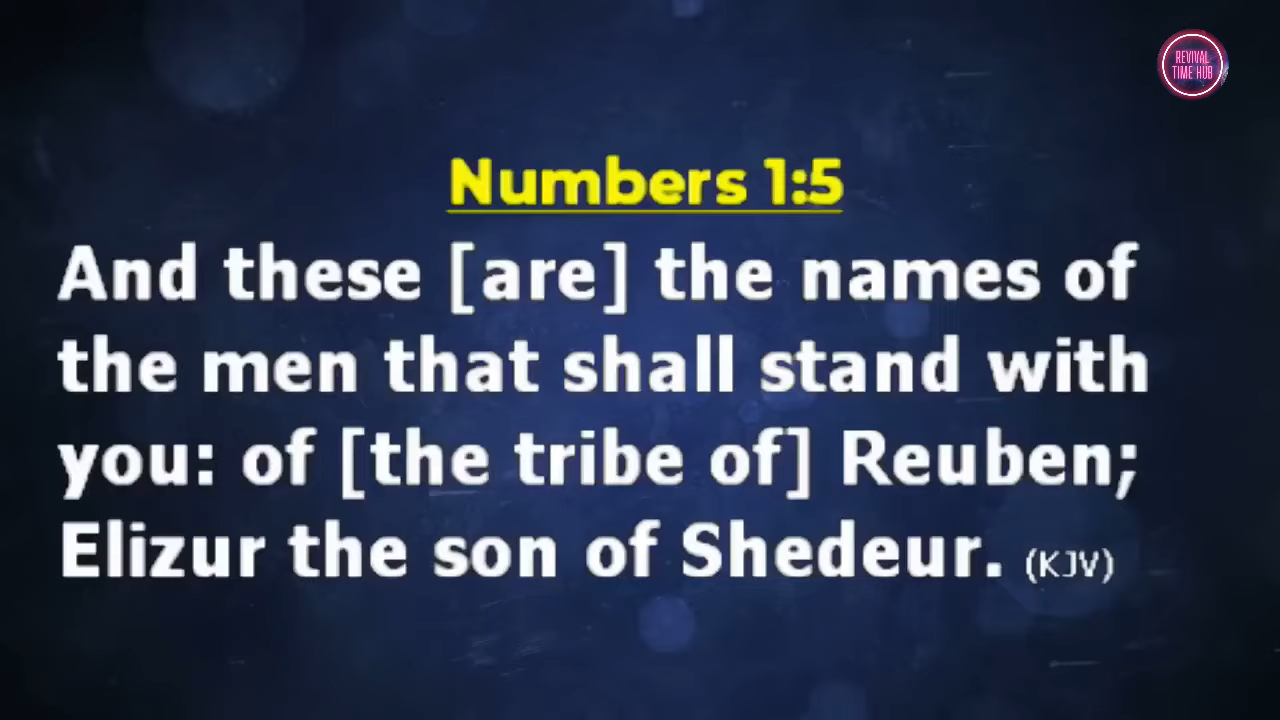 REVIVAL
TIME HUB
Numbers 1:5
And these [are] the names of
the men that shall stand with
you: of [the tribe of] Reuben;
Elizur the son of Shedeur. (KJV)